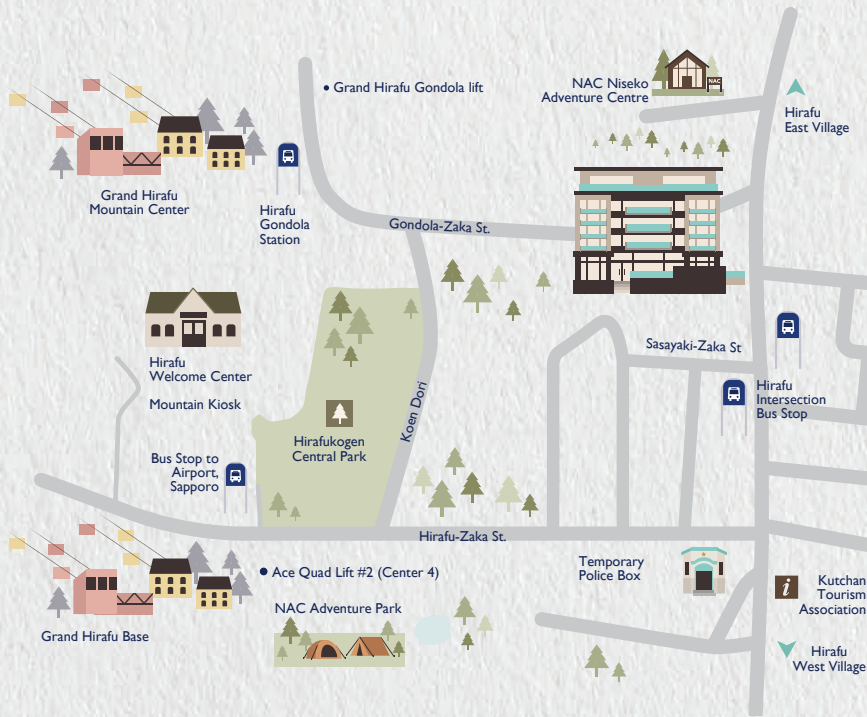 Grand Hirafu Gondola lift
NAC Niseko
Adventure Centre
NAC
Hirafu
East Village
Grand Hirafu
Mountain Center
Hirafu
Gondola
Station
Gondola-Zaka St.
Hirafu
Welcome Center
Mountain Kiosk
Sasayaki-Zaka St
Hirafu
Intersection
Bus Stop
Koen Dori
Hirafukogen
Central Park
Bus Stop to
Airport,
Sapporo
Hirafu-Zaka St.
Ace Quad Lift #2 (Center 4)
Temporary
Police Box
i
Kutchan
Tourism
Association
NAC Adventure Park
Grand Hirafu Base
Hirafu
West Village